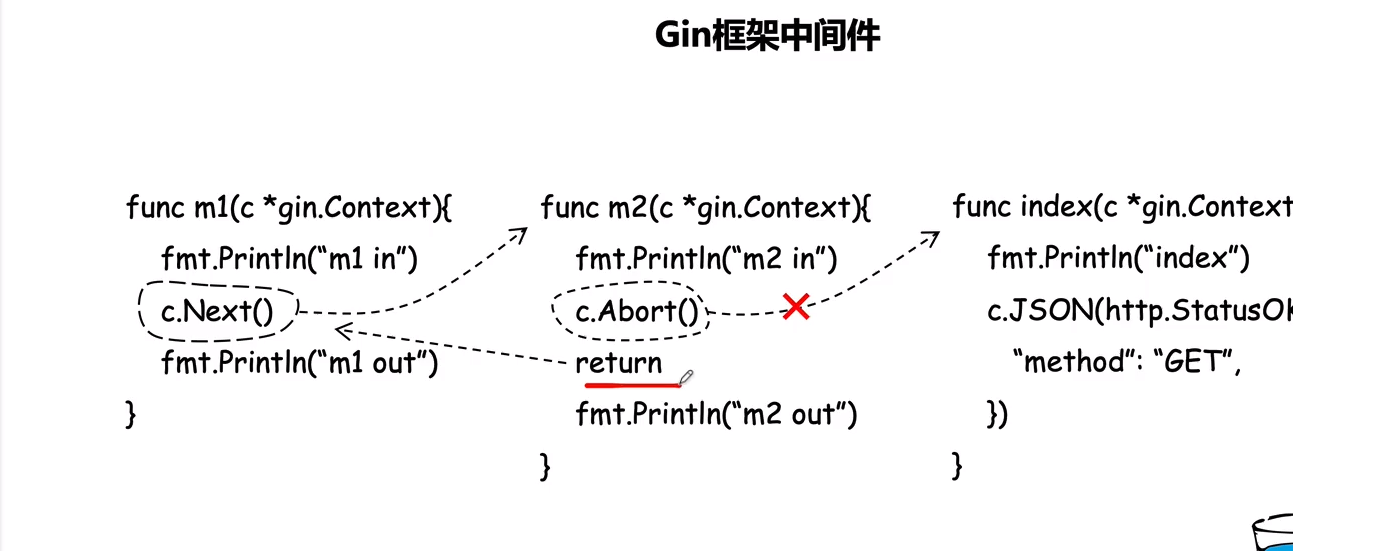 Gin框架中间件
func m1(c *gin.Context){
fmt.Println(“m1 in”)
c.Next()
fmt.Println(“m1 out”)
}
func m2(c *gin.Context){
fmt.Println(“m2 in”)
c.Abort()
return
fmt.Println(“m2 out”)
}
func index(c *gin.Context
fmt.Println(“index”)
c.JSON(http.StatusOK
“method”: “GET”,
})
}